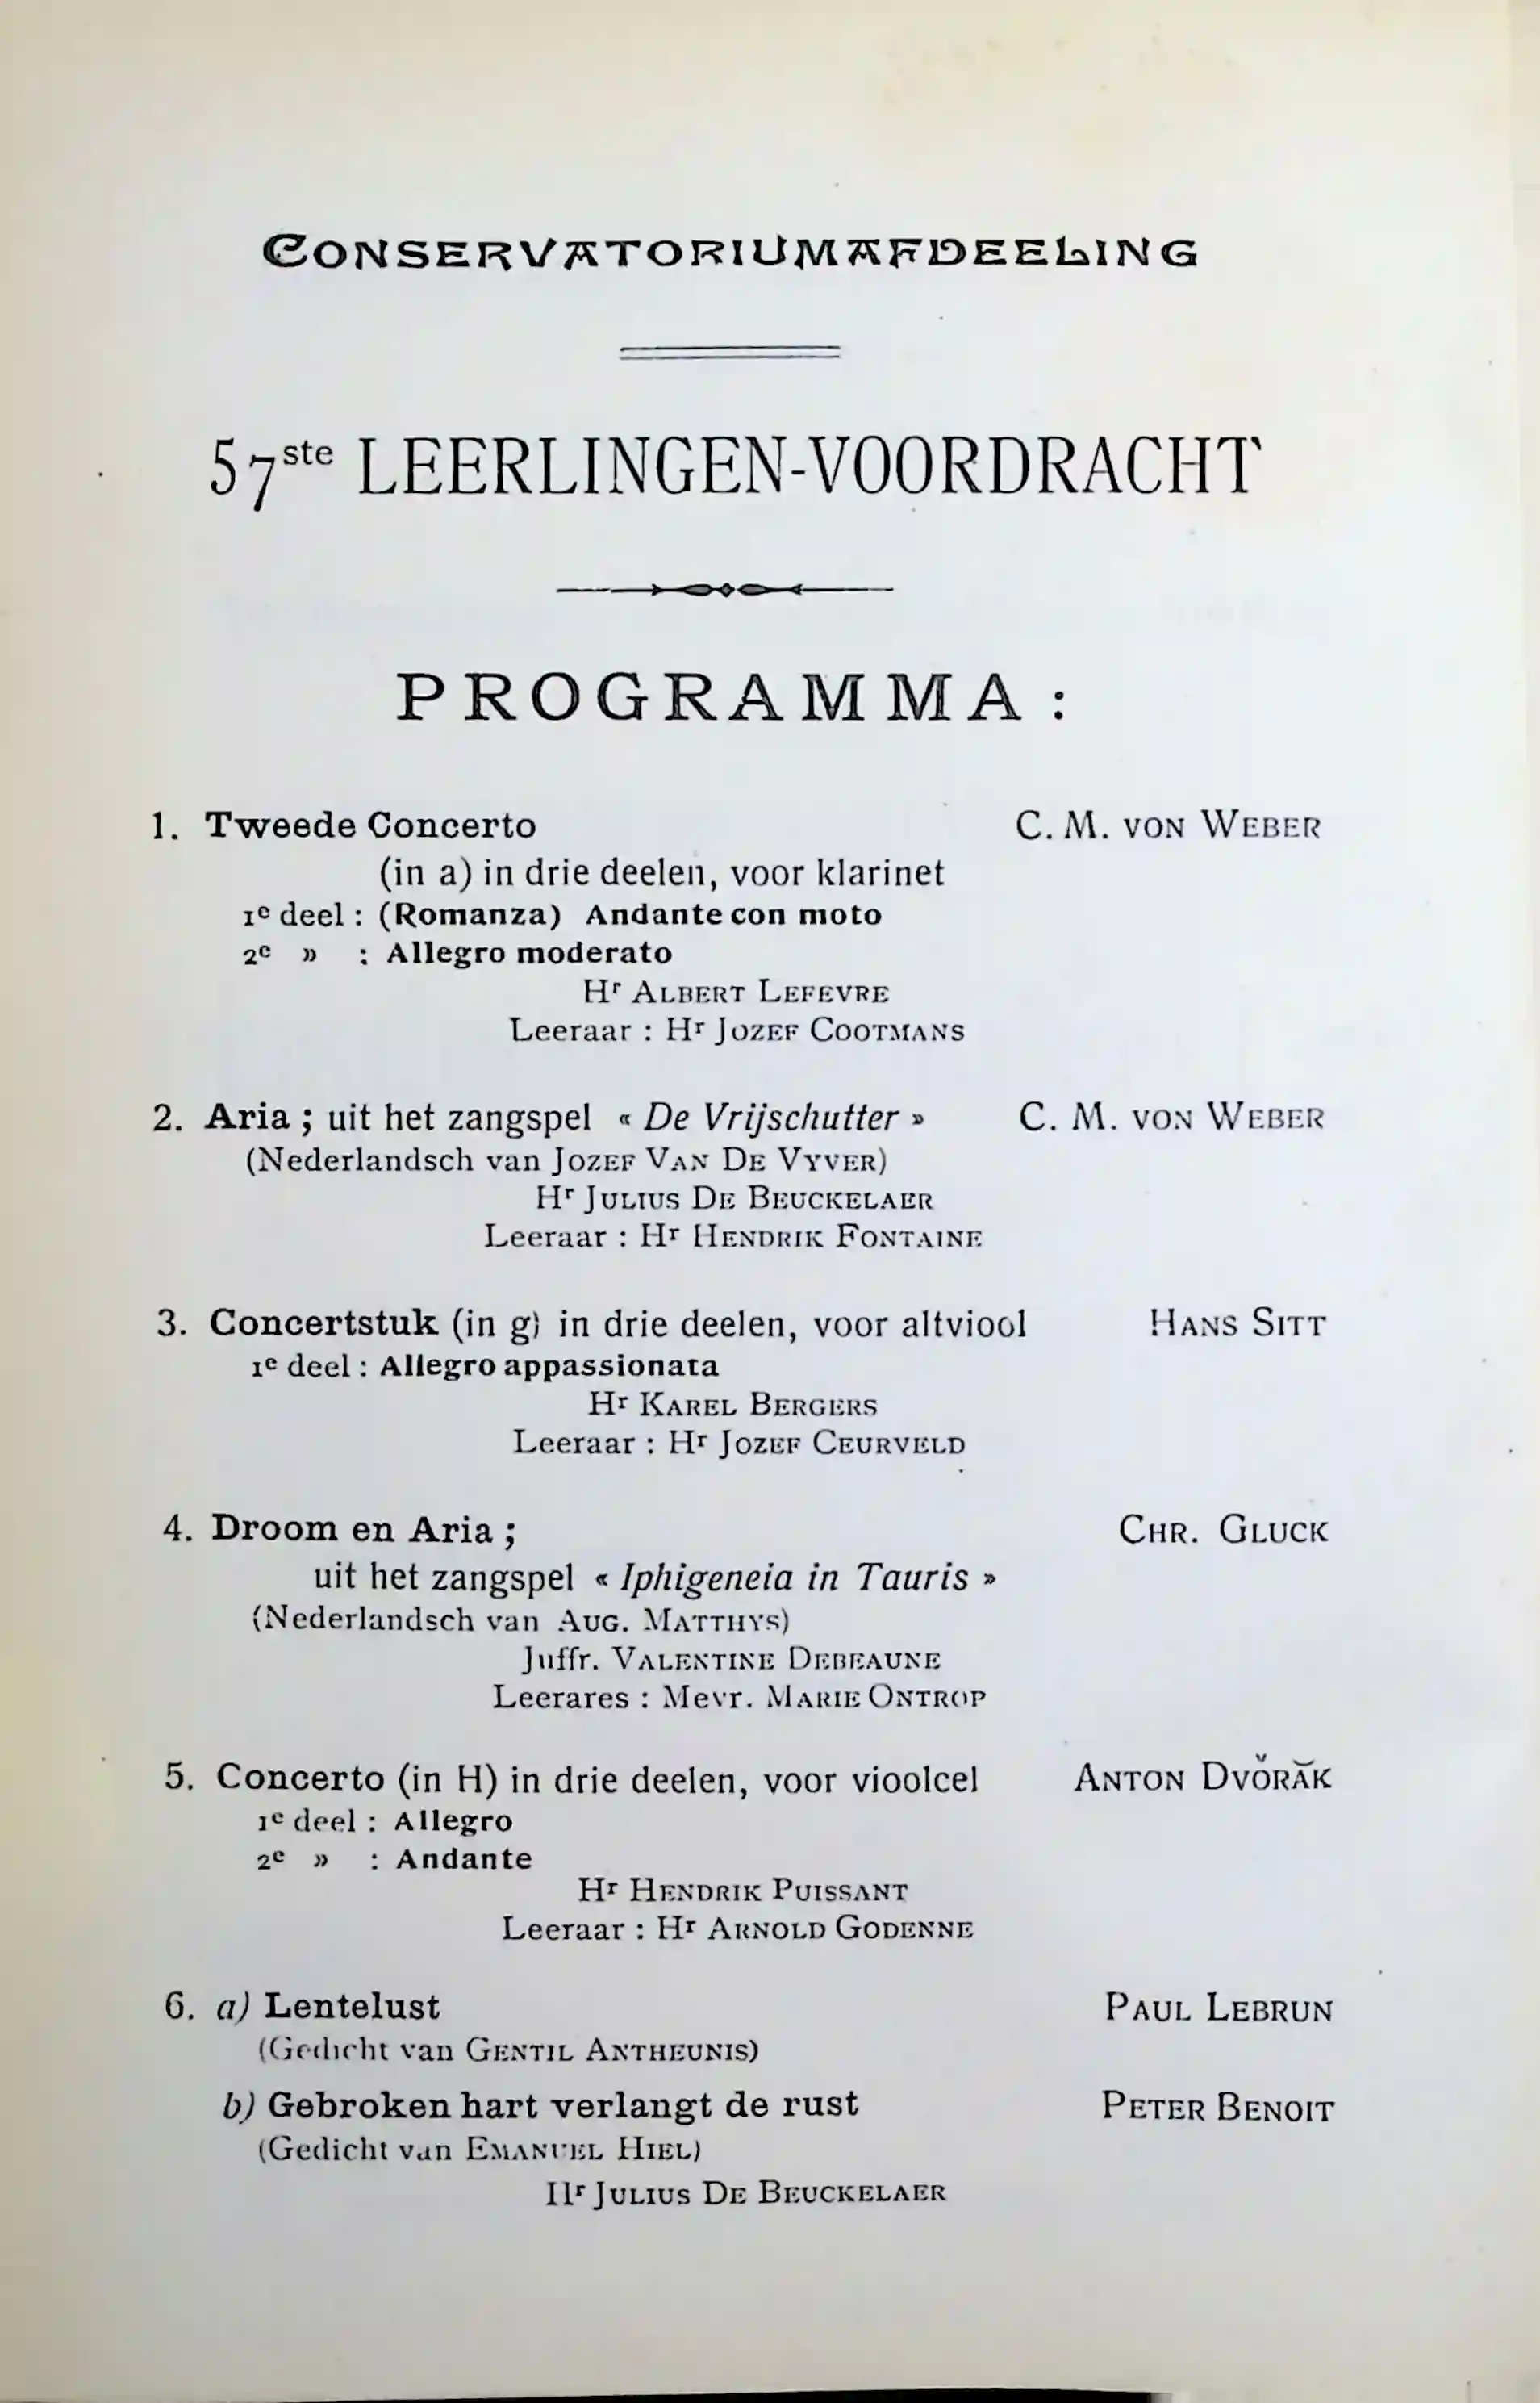 CONSERVATORIUMAFDEELING
57ste LEERLINGEN-VOORDRACHT
PROGRAMMA :
1. Tweede Concerto C. M. VON WEBER
(in a) in drie deelen, voor klarinet
1e deel : (Romanza) Andante con moto
2e » : Allegro moderato
Hr ALBERT LEFEVRE
Leeraar : Hr JOZEF COOTMANS
2. Aria ; uit het zangspel « De Vrijschutter » C. M. VON WEBER
(Nederlandsch van JOZEF VAN DE VYVER)
Hr JULIUS DE BEUCKELAER
Leeraar : Hr HENDRIK FONTAINE
3. Concertstuk (in g) in drie deelen, voor altviool HANS SITT
1e deel : Allegro appassionata
Hr KAREL BERGERS
Leeraar : Hr JOZEF CEURVELD
4. Droom en Aria ; CHR. GLUCK
uit het zangspel « Iphigeneia in Tauris »
(Nederlandsch van AUG. MATTHYS)
Juffr. VALENTINE DEBEAUNE
Leerares : Mevr. MARIE ONTROP
5. Concerto (in H) in drie deelen, voor vioolcel ANTON DVOŘĂK
1e deel : Allegro
2e » : Andante
Hr HENDRIK PUISSANT
Leeraar : Hr ARNOLD GODENNE
6. a) Lentelust PAUL LEBRUN
(Gedicht van GENTIL ANTHEUNIS)
b) Gebroken hart verlangt de rust PETER BENOIT
(Gedicht van EMANUEL HIEL)
Hr JULIUS DE BEUCKELAER